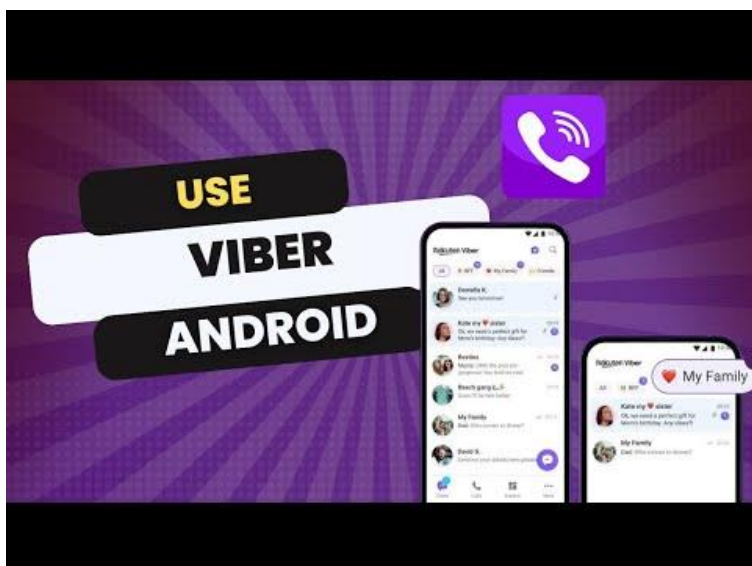 USE
VIBER
ANDROID
Rakuten Viber
All
BFF
My Family
Friends
Daniella K.
See you tomorrow!
Kate my ❤️ sister
Ok, we need a perfect gift for
Mom's birthday. Any ideas?!
Besties
Beach gang
My Family
Dad: Who comes to dinner?
David S.
Chats
Calls
More
Rakuten Viber
All
BFF
❤️ My Family
Kate my ❤️ sister
Ok, we need a perfect gift for
Mom's birthday. Any ideas?!
My Family
Dad: Who comes to dinner?